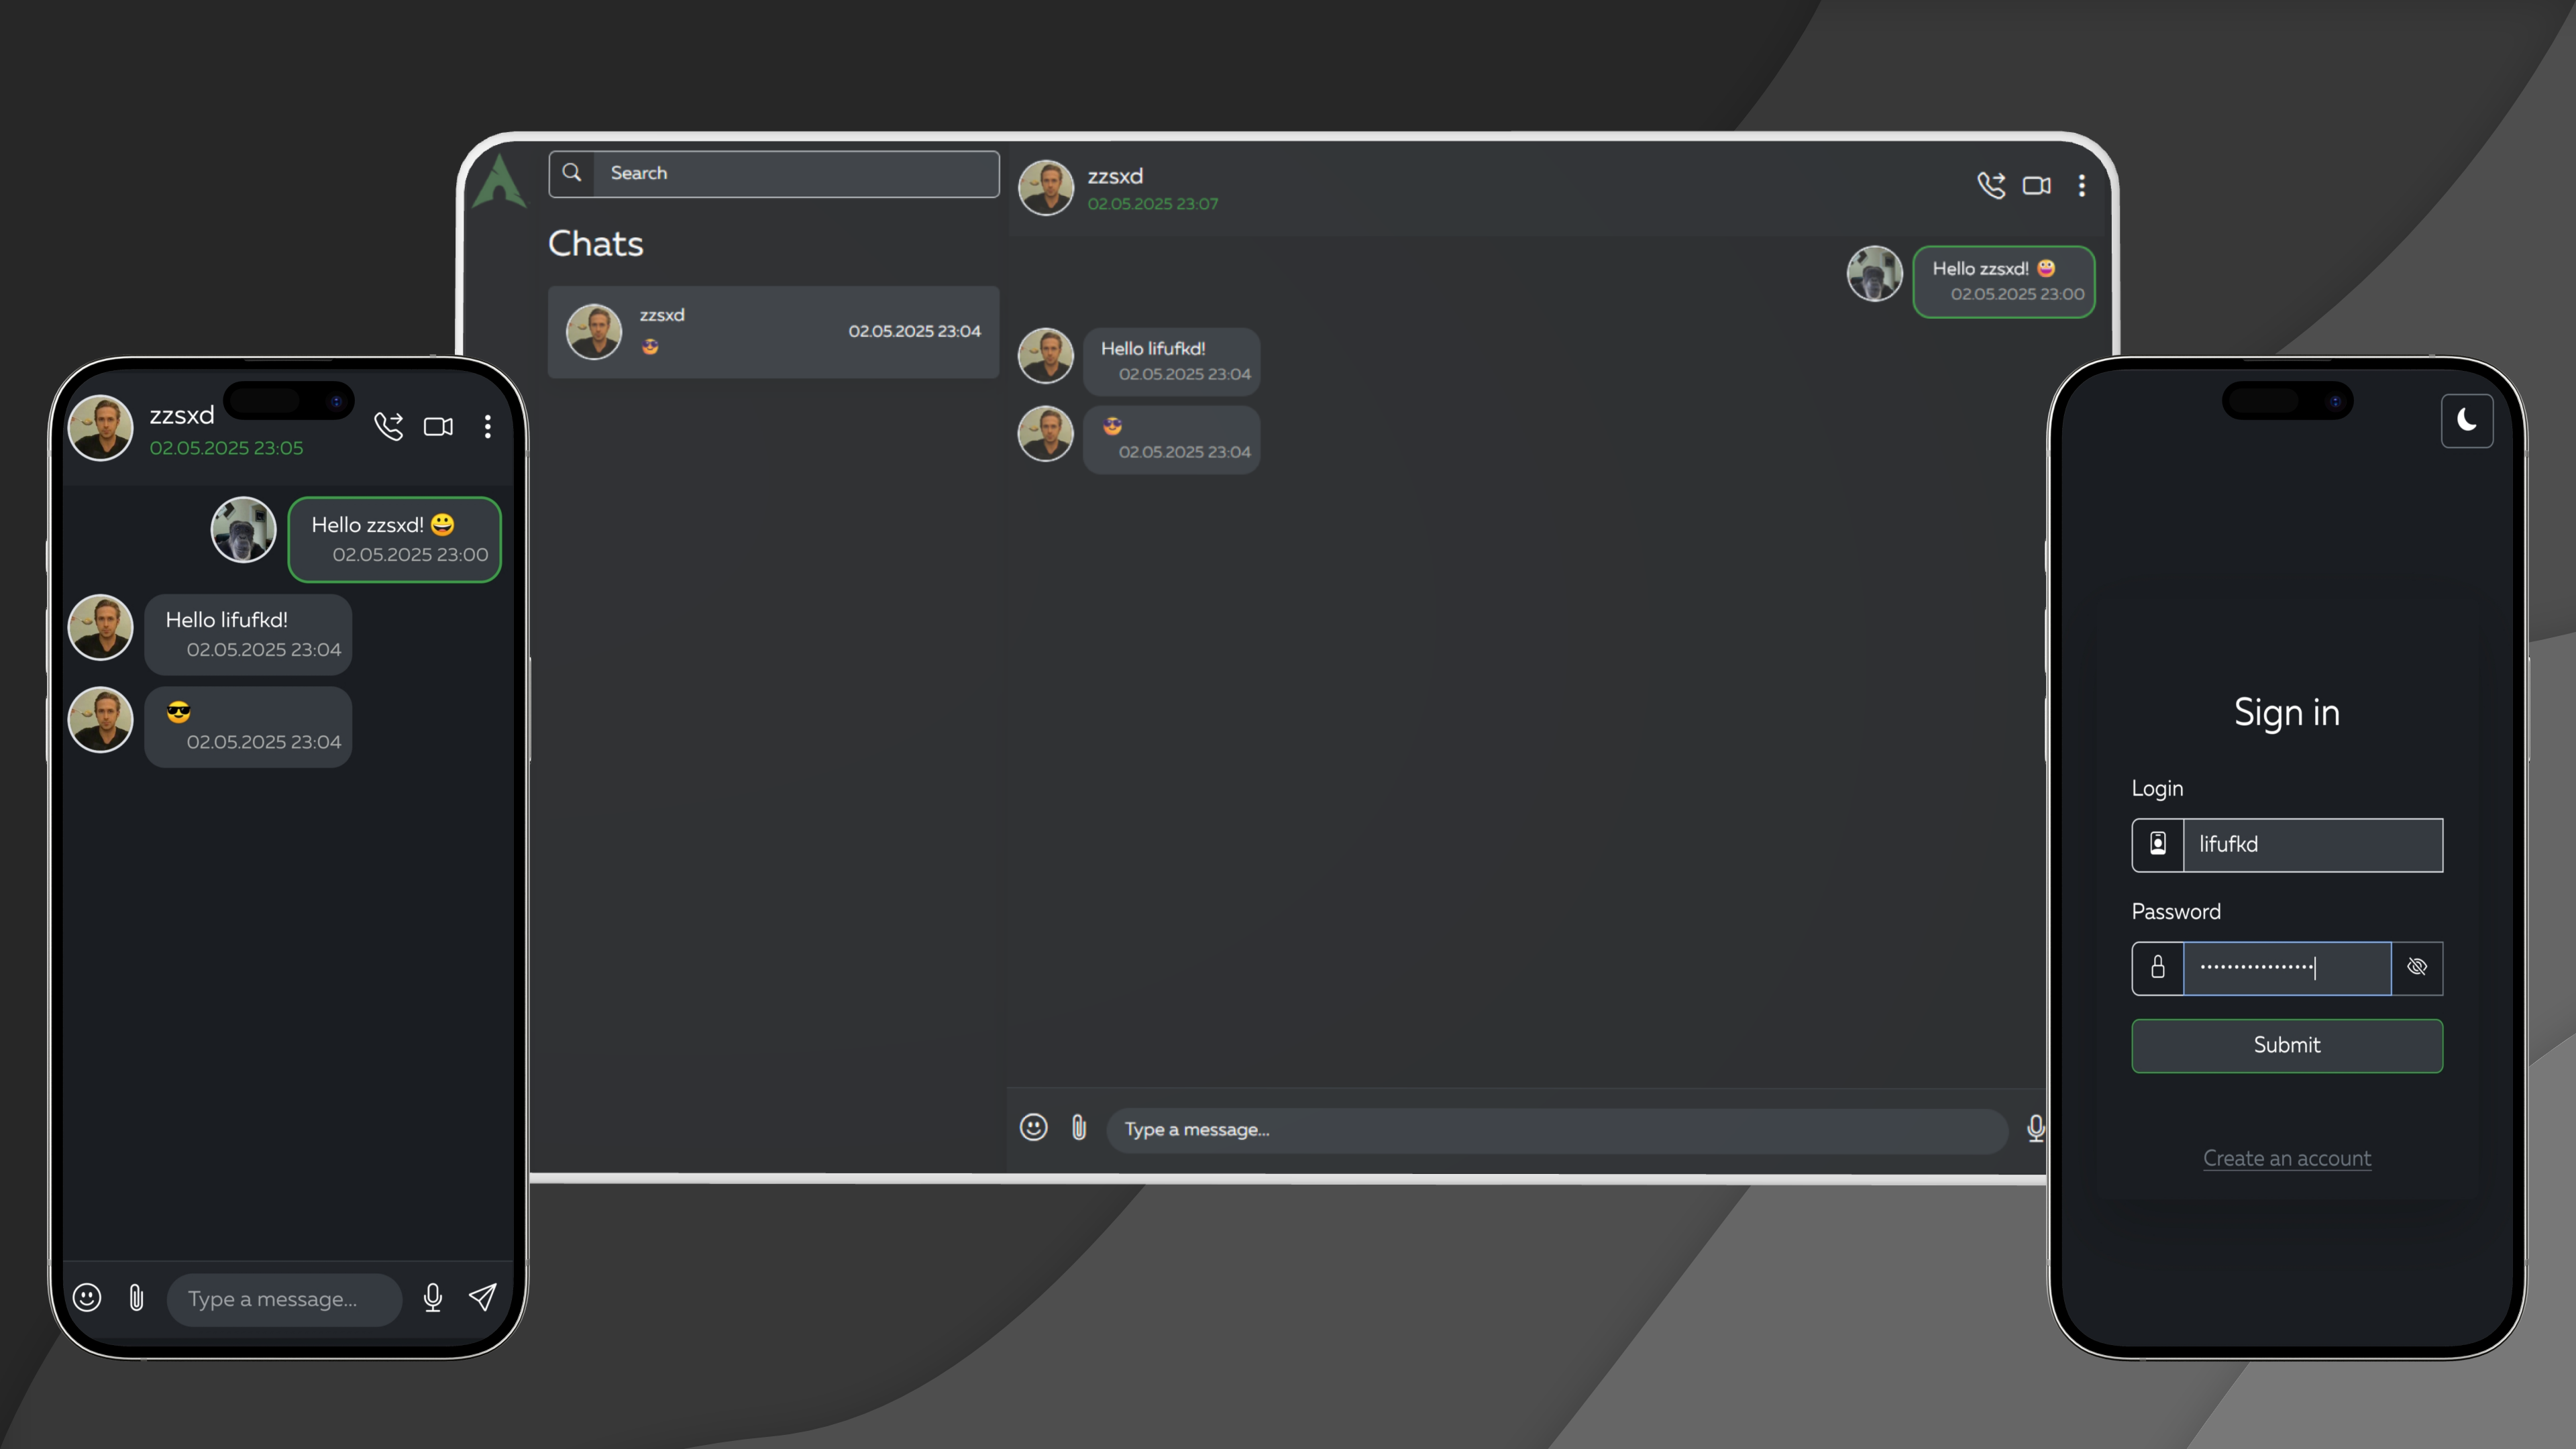 Search
Chats
zzsxd
😎
02.05.2025 23:04
zzsxd
02.05.2025 23:07
Hello zzsxd! 😀
02.05.2025 23:00
Hello lifufkd!
02.05.2025 23:04
😎
02.05.2025 23:04
Type a message...
zzsxd
02.05.2025 23:05
Hello zzsxd! 😀
02.05.2025 23:00
Hello lifufkd!
02.05.2025 23:04
😎
02.05.2025 23:04
Type a message...
Sign in
Login
lifufkd
Password
•••••••••••••••••
Submit
Create an account